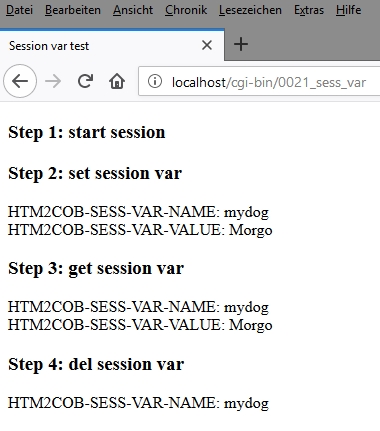 Datei Bearbeiten Ansicht Chronik Lesezeichen Extras Hilfe
Session var test
localhost/cgi-bin/0021_sess_var
Step 1: start session
Step 2: set session var
HTM2COB-SESS-VAR-NAME: mydog
HTM2COB-SESS-VAR-VALUE: Morgo
Step 3: get session var
HTM2COB-SESS-VAR-NAME: mydog
HTM2COB-SESS-VAR-VALUE: Morgo
Step 4: del session var
HTM2COB-SESS-VAR-NAME: mydog